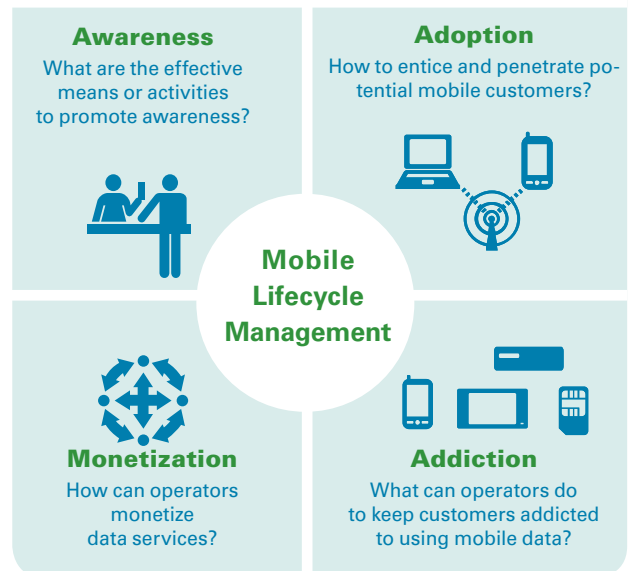 Awareness
What are the effective
means or activities
to promote awareness?
Adoption
How to entice and penetrate po-
tential mobile customers?
Mobile
Lifecycle
Management
Monetization
How can operators
monetize
data services?
Addiction
What can operators do
to keep customers addicted
to using mobile data?